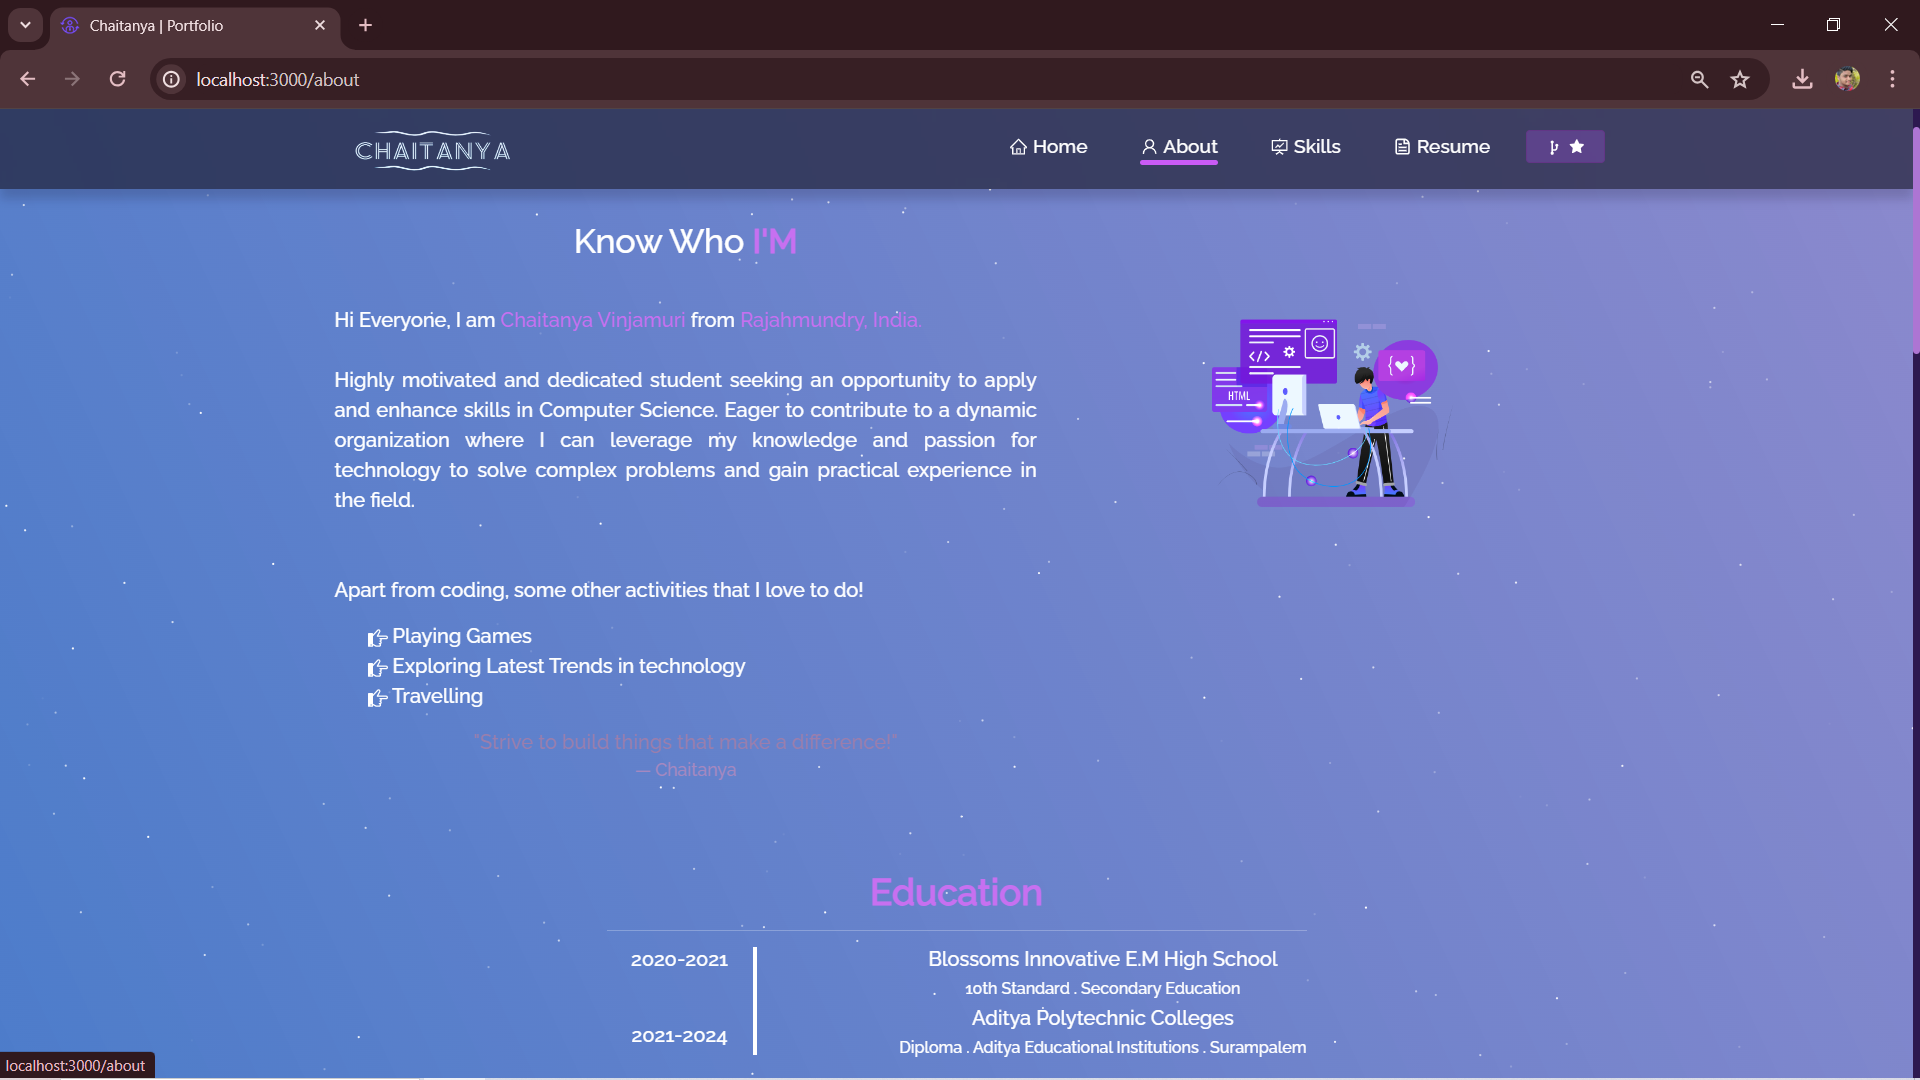 Chaitanya | Portfolio
localhost:3000/about
CHAITANYA
Home
About
Skills
Resume
Know Who I'M
Hi Everyone, I am Chaitanya Vinjamuri from Rajahmundry, India.
Highly motivated and dedicated student seeking an opportunity to apply
and enhance skills in Computer Science. Eager to contribute to a dynamic
organization where I can leverage my knowledge and passion for
technology to solve complex problems and gain practical experience in
the field.
</>
{ }
HTML
Apart from coding, some other activities that I love to do!
Playing Games
Exploring Latest Trends in technology
Travelling
"Strive to build things that make a difference!"
— Chaitanya
Education
2020-2021
Blossoms Innovative E.M High School
10th Standard . Secondary Education
2021-2024
Aditya Polytechnic Colleges
Diploma . Aditya Educational Institutions . Surampalem
localhost:3000/about